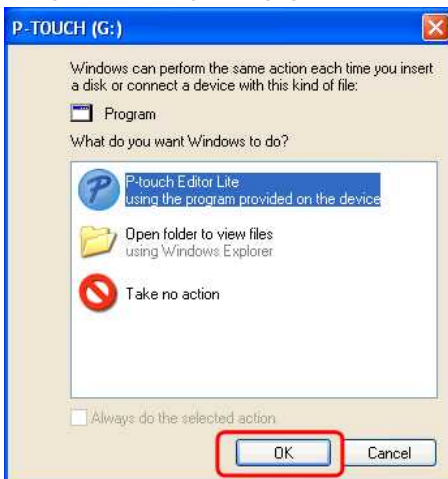 P-TOUCH (G:)
Windows can perform the same action each time you insert
a disk or connect a device with this kind of file:
Program
What do you want Windows to do?
P-touch Editor Lite
using the program provided on the device
Open folder to view files
using Windows Explorer
Take no action
Always do the selected action
OK Cancel